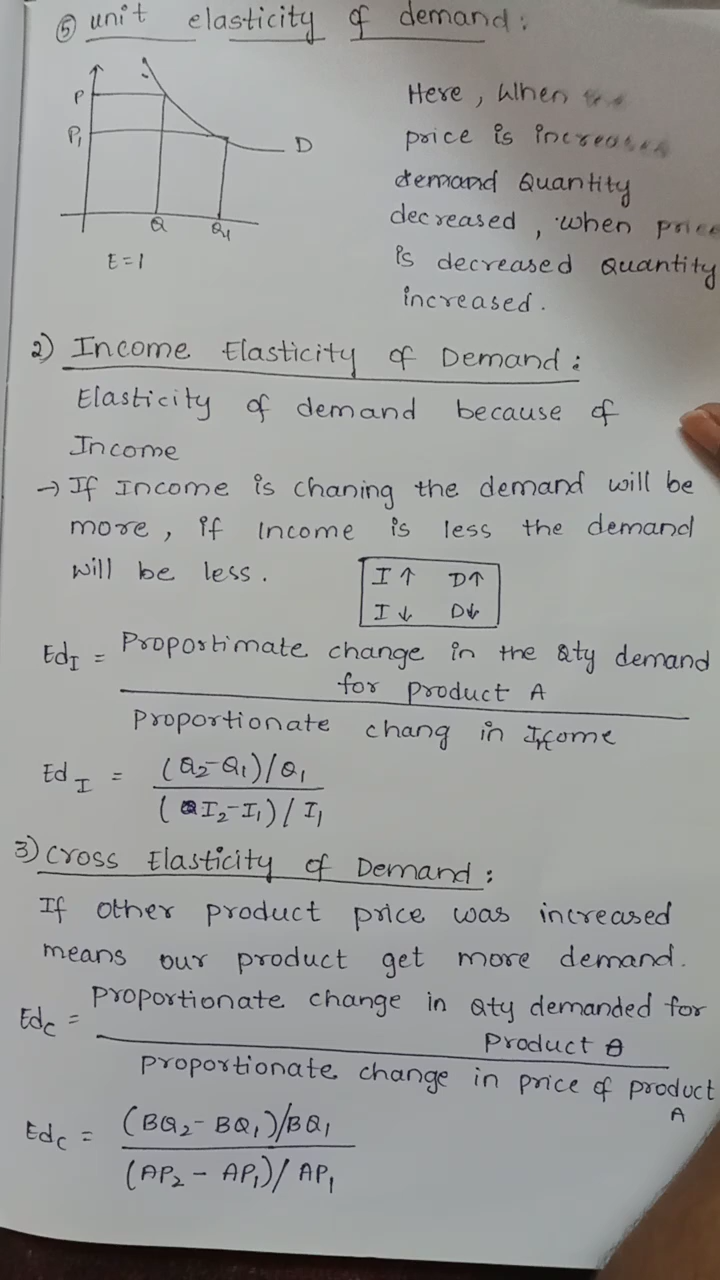 ⑤ unit elasticity of demand:
P
P1
D
Q Q1
E = 1
Here, When
price is increases
demand Quantity
decreased, when price
is decreased Quantity
increased.
2) Income Elasticity of Demand:
Elasticity of demand because of
Income
→ If Income is chaning the demand will be
more, if income is less the demand
will be less.
I ↑ D↑
I ↓ D↓
EdI = Proportimate change in the Qty demand
for product A
Proportionate chang in Income
EdI = (Q2-Q1)/Q1
(I2-I1)/I1
3) Cross Elasticity of Demand:
If other product price was increased
means our product get more demand.
Edc = Proportionate change in Qty demanded for
Product B
Proportionate change in price of product
A
Edc = (BQ2 - BQ1)/BQ1
(AP2 - AP1)/AP1